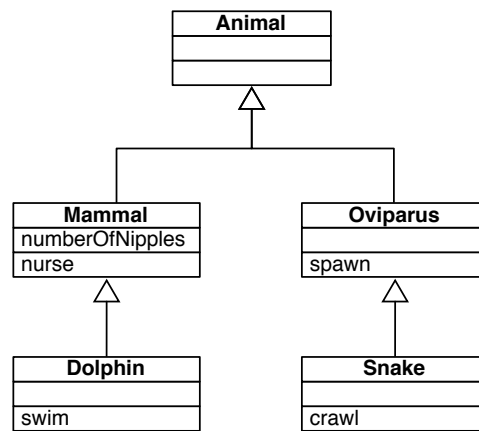 Animal
Mammal
numberOfNipples
nurse
Oviparus
spawn
Dolphin
swim
Snake
crawl